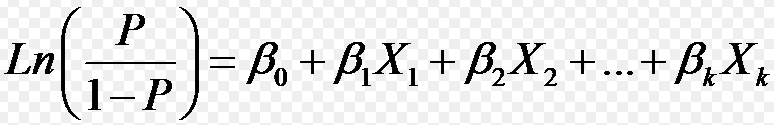 Ln(P/(1−P)) = β₀ + β₁X₁ + β₂X₂ + ... + βₖXₖ